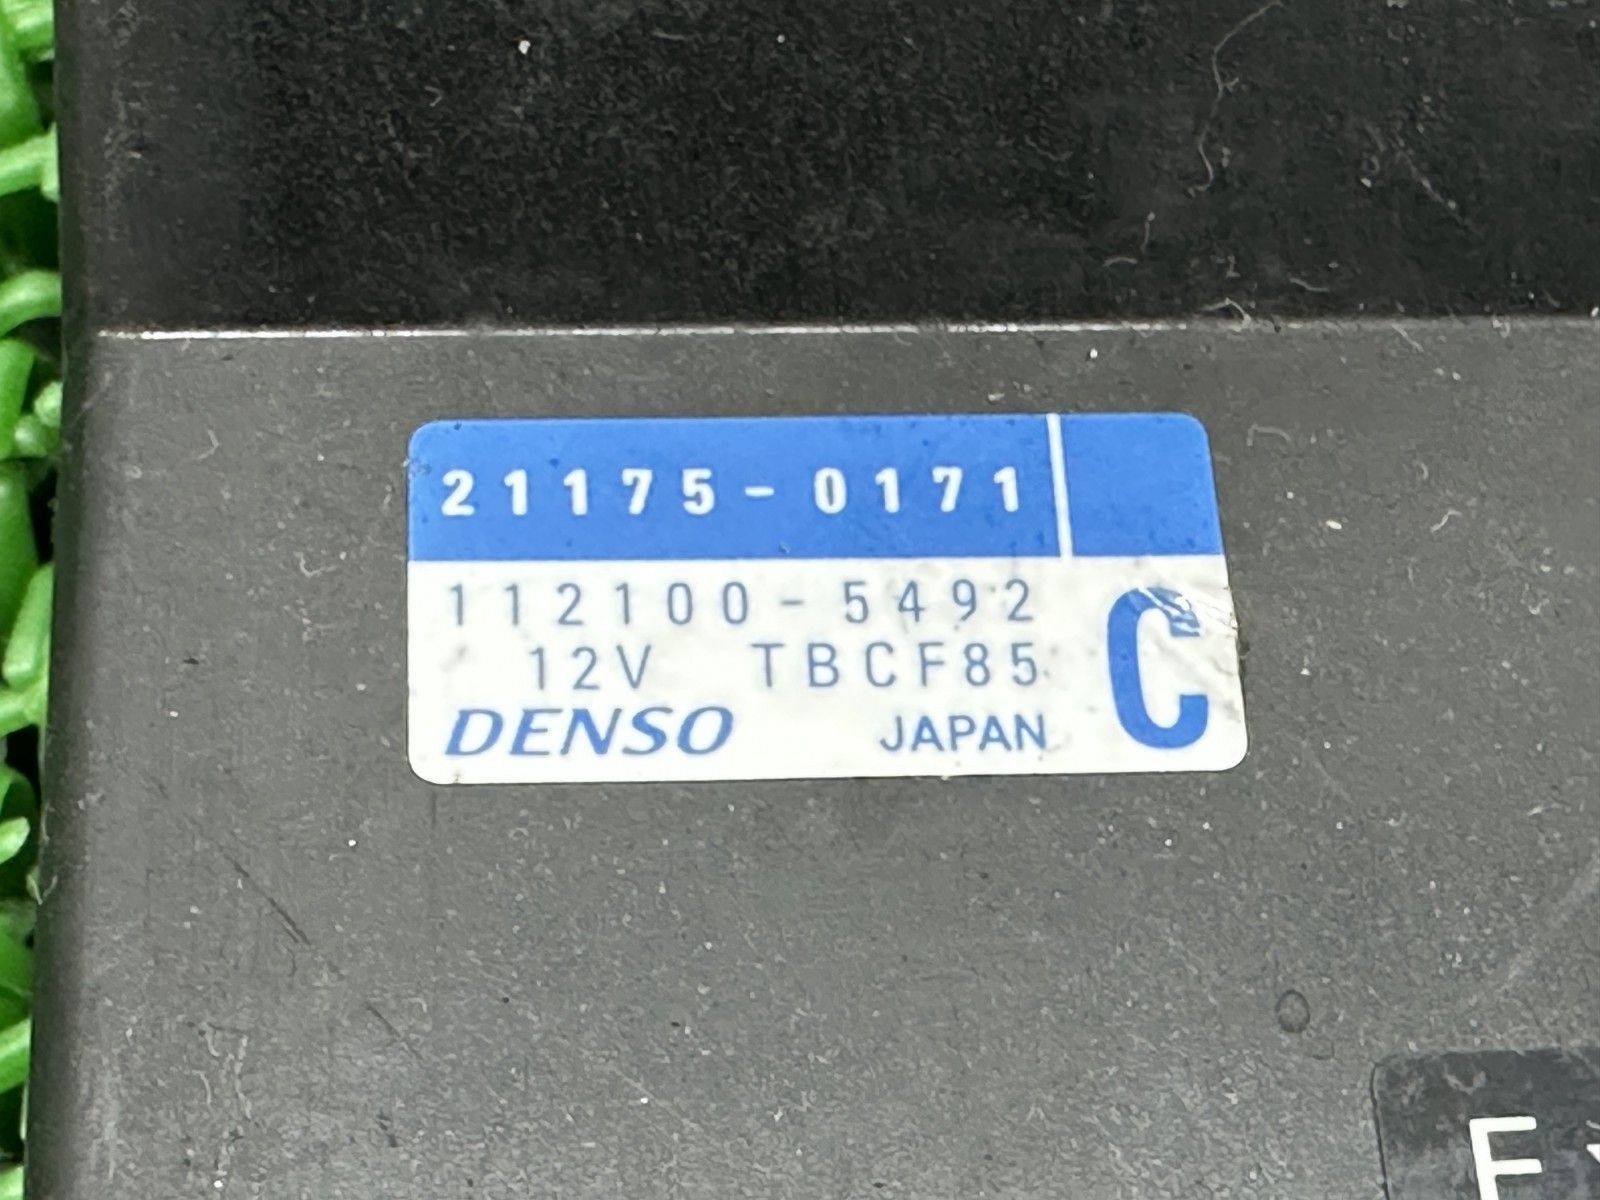 21175-0171
112100-5492
12V TBCF85
C
DENSO JAPAN